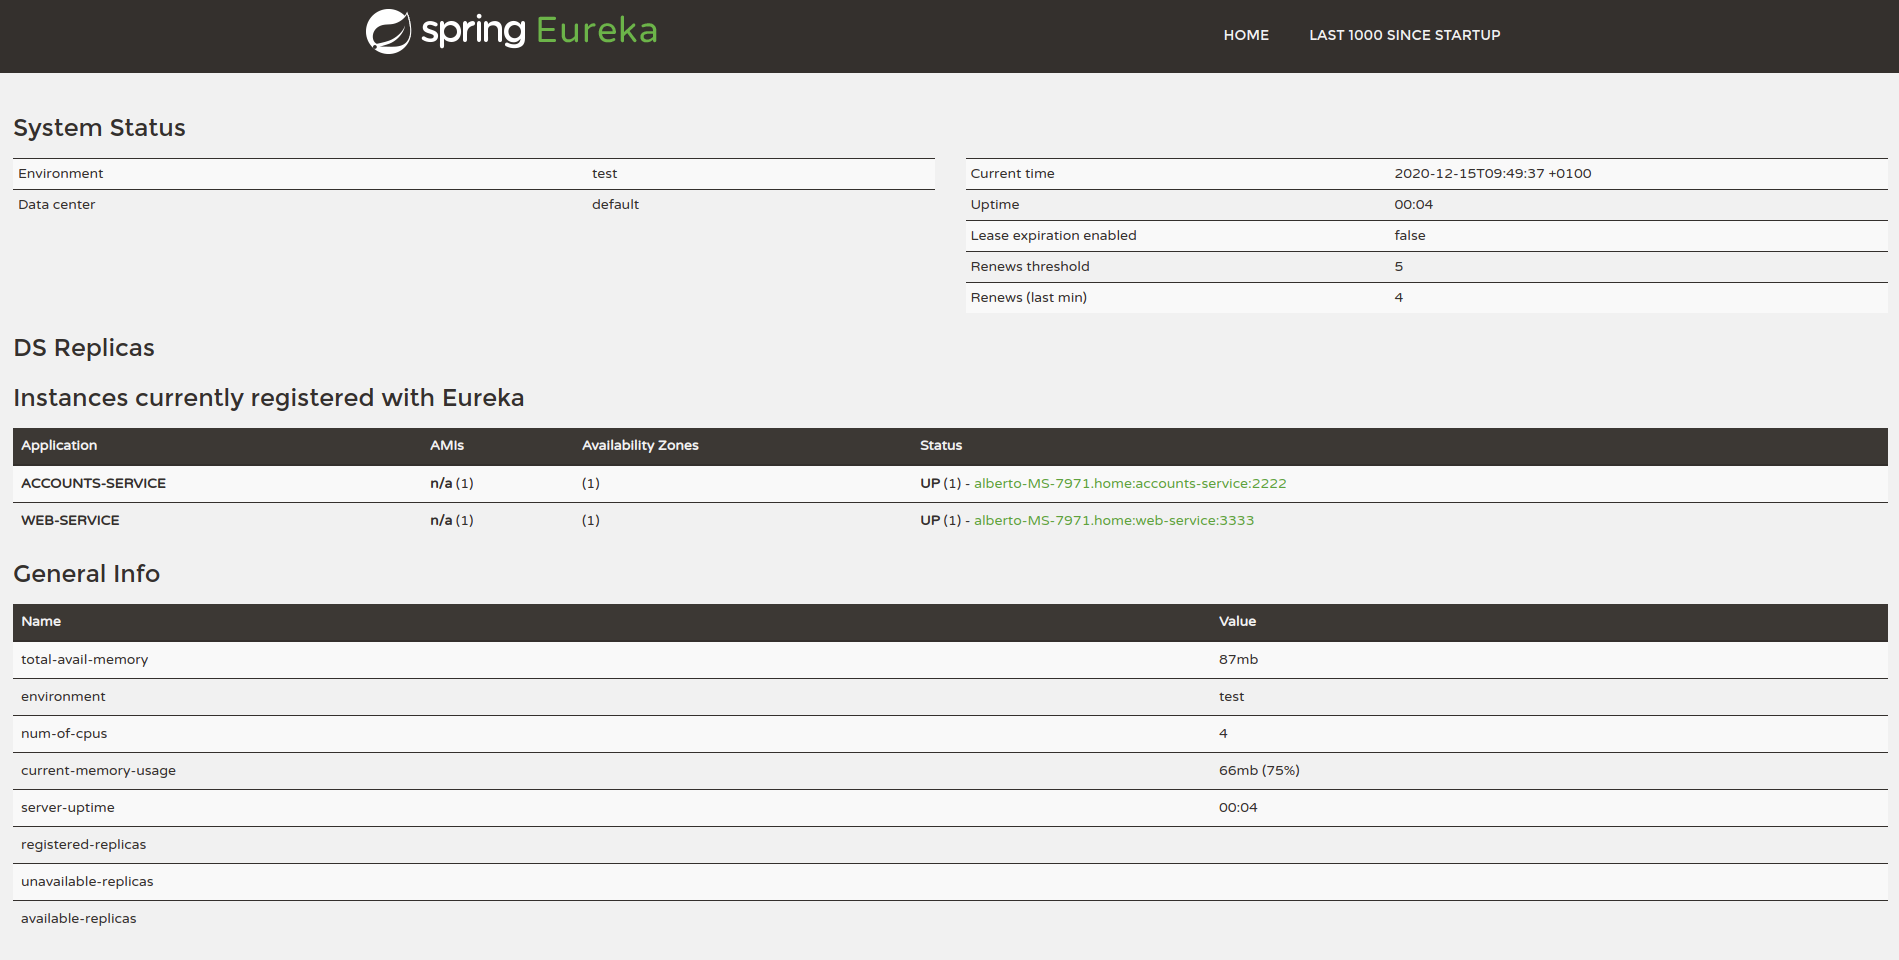 spring Eureka
HOME LAST 1000 SINCE STARTUP
System Status
Environment test
Data center default
Current time 2020-12-15T09:49:37 +0100
Uptime 00:04
Lease expiration enabled false
Renews threshold 5
Renews (last min) 4
DS Replicas
Instances currently registered with Eureka
Application AMIs Availability Zones Status
ACCOUNTS-SERVICE n/a (1) (1) UP (1) - alberto-MS-7971.home:accounts-service:2222
WEB-SERVICE n/a (1) (1) UP (1) - alberto-MS-7971.home:web-service:3333
General Info
Name Value
total-avail-memory 87mb
environment test
num-of-cpus 4
current-memory-usage 66mb (75%)
server-uptime 00:04
registered-replicas
unavailable-replicas
available-replicas